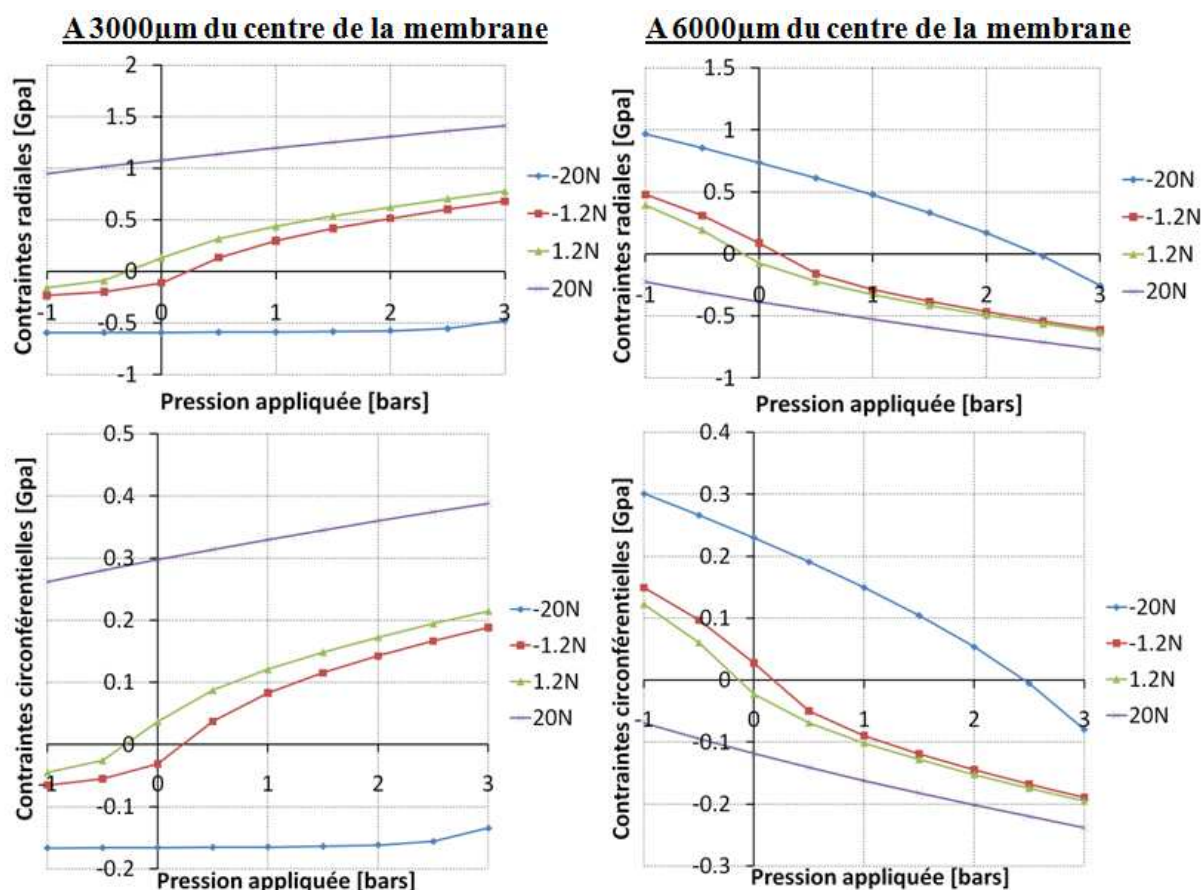 A 3000µm du centre de la membrane
A 6000µm du centre de la membrane
Contraintes radiales [Gpa]
2
1.5
1
0.5
0
-0.5
-1
-1
0
1
2
3
Pression appliquée [bars]
-20N
-1.2N
1.2N
20N
Contraintes radiales [Gpa]
1.5
1
0.5
0
-0.5
-1
-1
0
1
2
3
Pression appliquée [bars]
-20N
-1.2N
1.2N
20N
Contraintes circonférentielles [Gpa]
0.5
0.4
0.3
0.2
0.1
0
-0.1
-0.2
-1
0
1
2
3
Pression appliquée [bars]
-20N
-1.2N
1.2N
20N
Contraintes circonférentielles [Gpa]
0.4
0.3
0.2
0.1
0
-0.1
-0.2
-0.3
-1
0
1
2
3
Pression appliquée [bars]
-20N
-1.2N
1.2N
20N